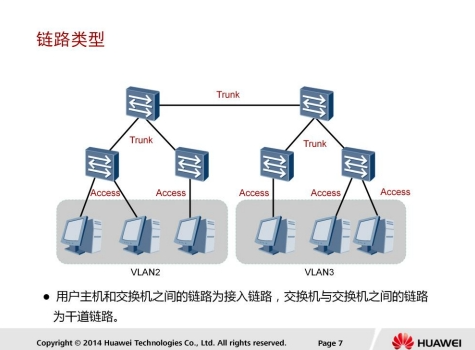 链路类型
Trunk
Trunk
Trunk
Access
Access
Access
Access
Access
Access
VLAN2
VLAN3
● 用户主机和交换机之间的链路为接入链路，交换机与交换机之间的链路
为干道链路。
Copyright © 2014 Huawei Technologies Co., Ltd. All rights reserved.
Page 7
HUAWEI